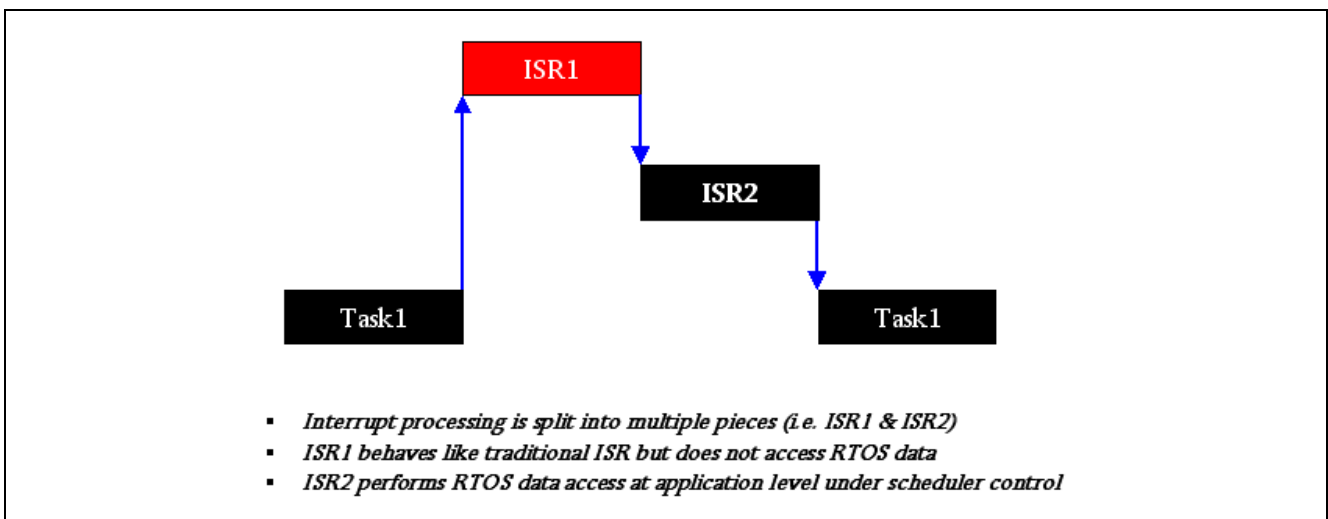 ISR1
ISR2
Task1
Task1
▪ Interrupt processing is split into multiple pieces (i.e. ISR1 & ISR2)
▪ ISR1 behaves like traditional ISR but does not access RTOS data
▪ ISR2 performs RTOS data access at application level under scheduler control